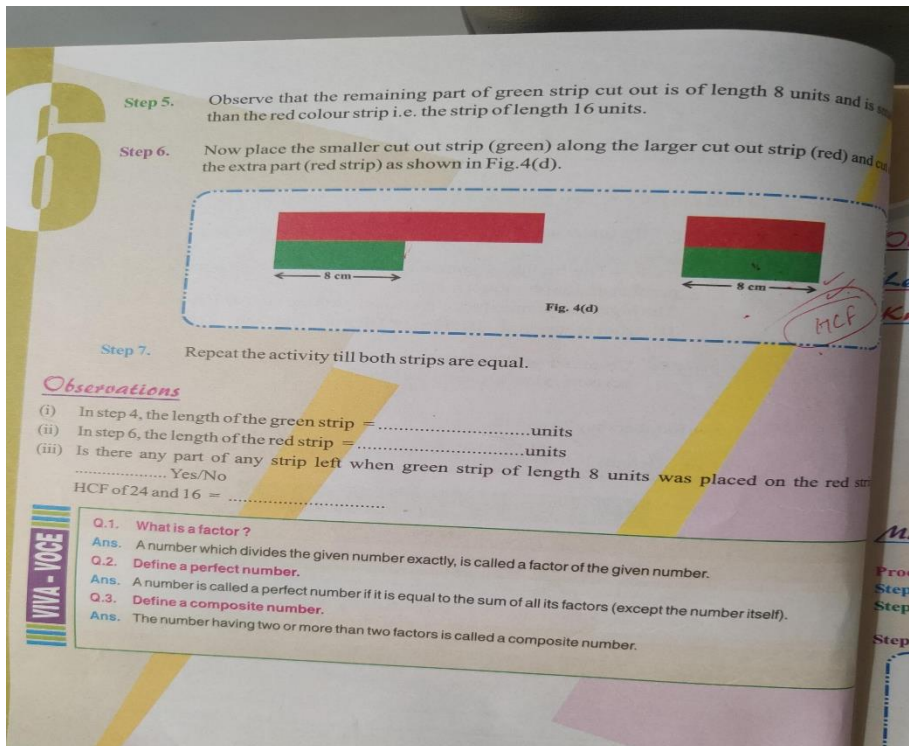 6
Step 5. Observe that the remaining part of green strip cut out is of length 8 units and is
than the red colour strip i.e. the strip of length 16 units.
Step 6. Now place the smaller cut out strip (green) along the larger cut out strip (red) and
the extra part (red strip) as shown in Fig.4(d).
8 cm
8 cm
Fig. 4(d)
HCF
Step 7. Repeat the activity till both strips are equal.
Observations
(i) In step 4, the length of the green strip = ..............................units
(ii) In step 6, the length of the red strip = .................................units
(iii) Is there any part of any strip left when green strip of length 8 units was placed on the red
.................. Yes/No
HCF of 24 and 16 = ..............................
VIVA - VOCE
Q.1. What is a factor ?
Ans. A number which divides the given number exactly, is called a factor of the given number.
Q.2. Define a perfect number.
Ans. A number is called a perfect number if it is equal to the sum of all its factors (except the number itself).
Q.3. Define a composite number.
Ans. The number having two or more than two factors is called a composite number.
Step
Step
Step